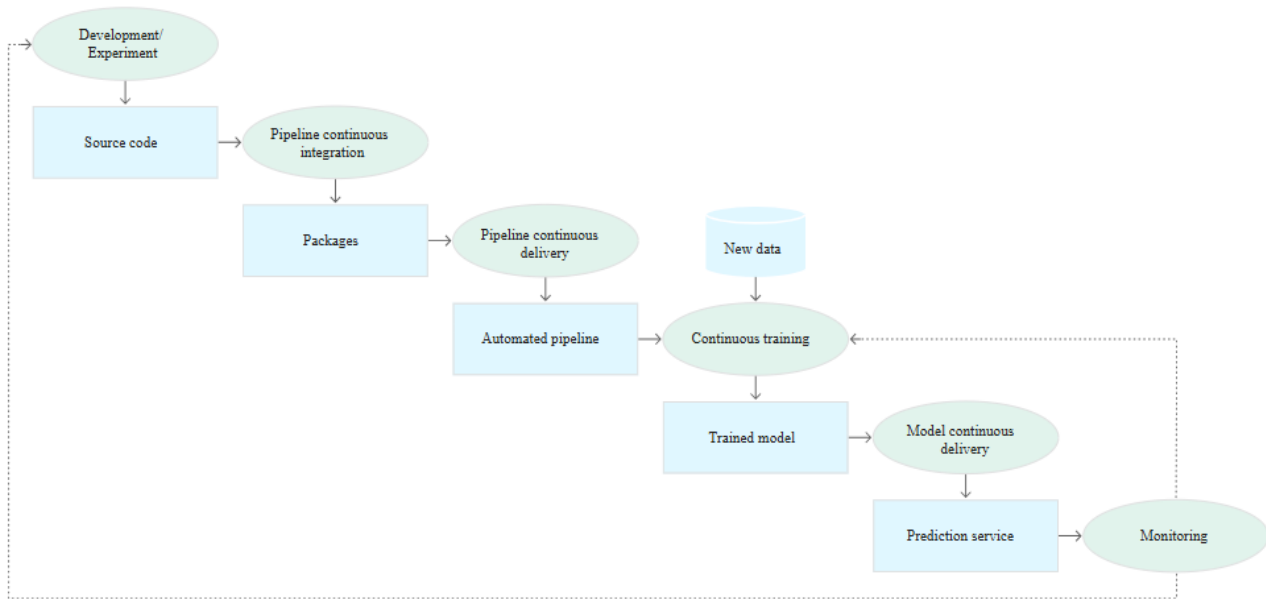 Development/
Experiment
Source code
Pipeline continuous
integration
Packages
Pipeline continuous
delivery
New data
Automated pipeline
Continuous training
Trained model
Model continuous
delivery
Prediction service
Monitoring